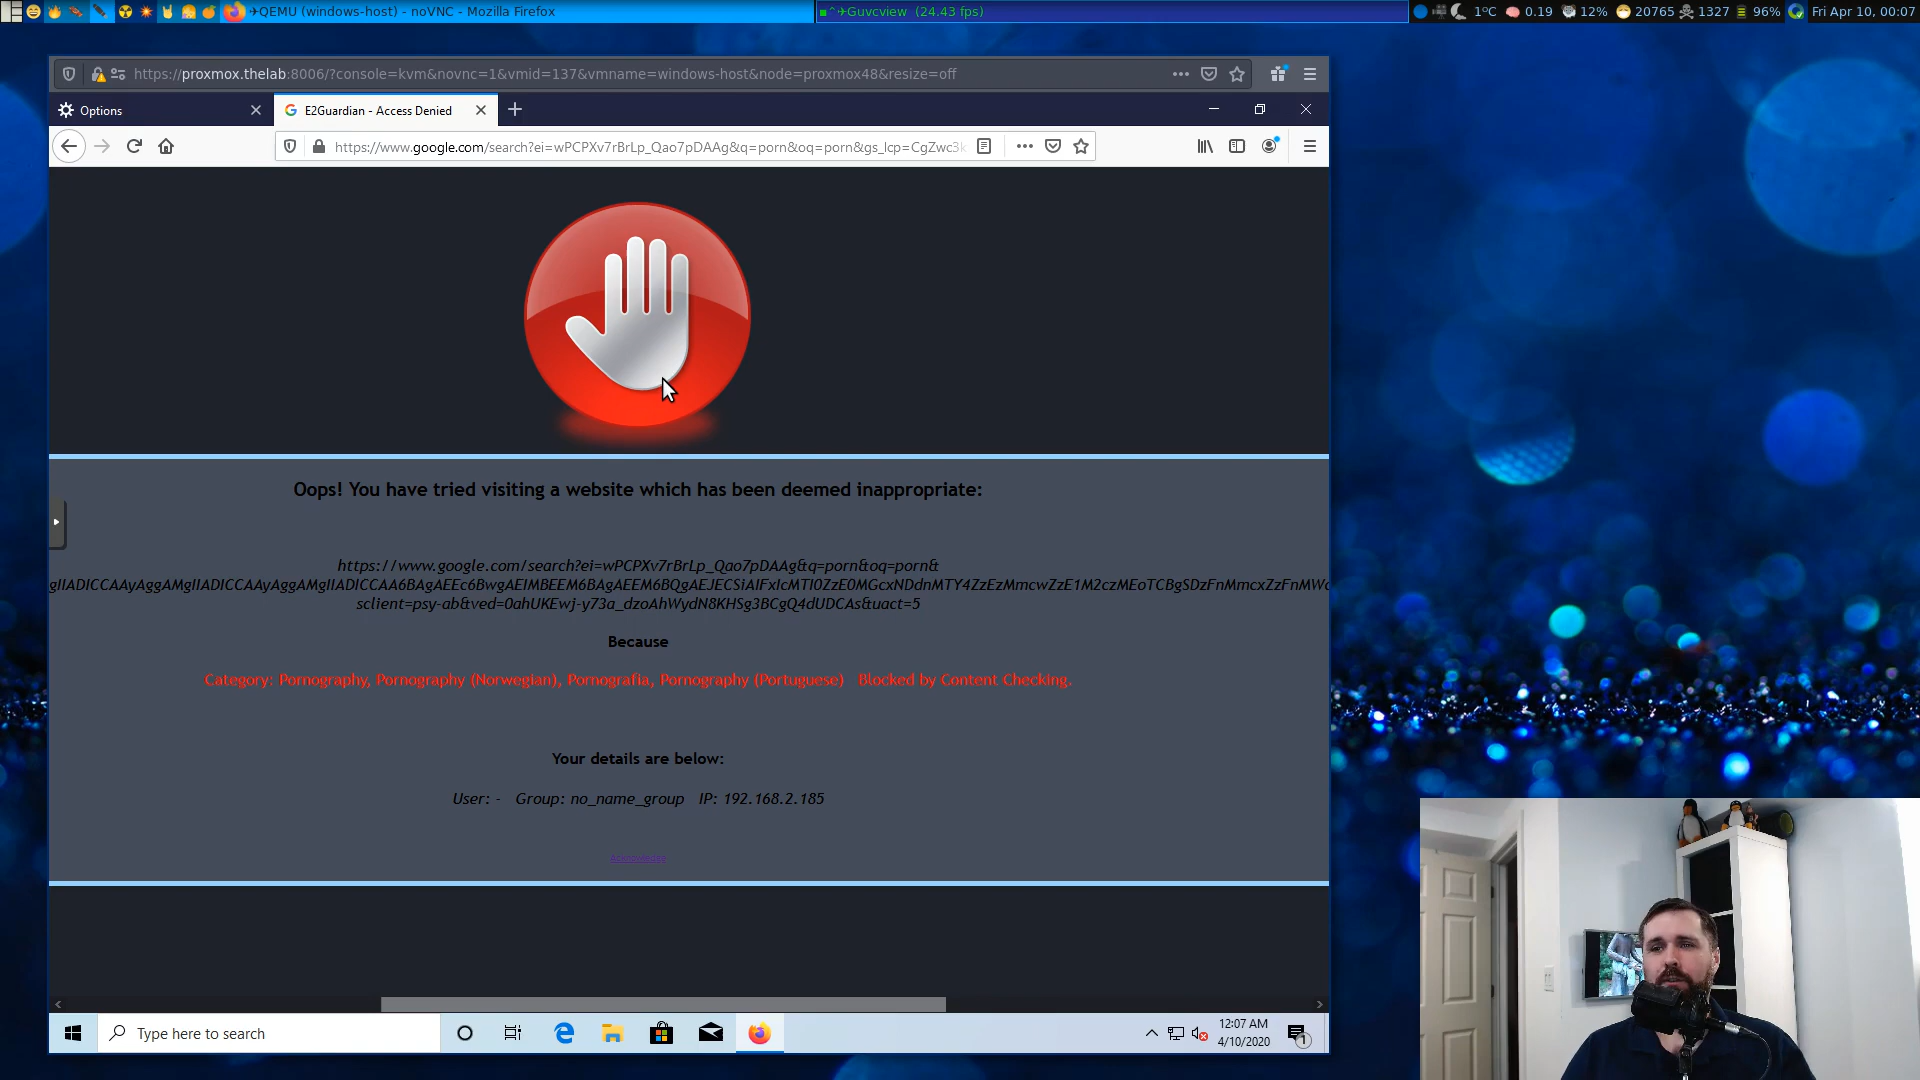 QEMU (windows-host) - noVNC - Mozilla Firefox
Guvcview (24.43 fps)
1°C
0.19
12%
20765
1327
96%
Fri Apr 10, 00:07
https://proxmox.thelab:8006/?console=kvm&novnc=1&vmid=137&vmname=windows-host&node=proxmox48&resize=off
Options
E2Guardian - Access Denied
https://www.google.com/search?ei=wPCPXv7rBrLp_Qao7pDAAg&q=porn&oq=porn&gs_lcp=CgZwc3
Oops! You have tried visiting a website which has been deemed inappropriate:
https://www.google.com/search?ei=wPCPXv7rBrLp_Qao7pDAAg&q=porn&oq=porn&
sclient=psy-ab&ved=0ahUKEwj-y73a_dzoAhWydN8KHSg3BCgQ4dUDCAs&uact=5
Because
Category: Pornography, Pornography (Norwegian), Pornografia, Pornography (Portuguese) Blocked by Content Checking.
Your details are below:
User: - Group: no_name_group IP: 192.168.2.185
Type here to search
12:07 AM
4/10/2020
1